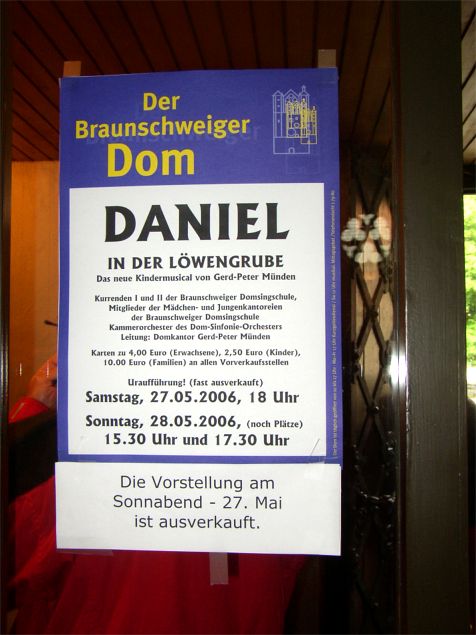 Der
Braunschweiger
Dom
DANIEL
IN DER LÖWENGRUBE
Das neue Kindermusical von Gerd-Peter Münden
Kurrenden I und II der Braunschweiger Domsingschule,
Mitglieder der Mädchen- und Jungenkantoreien
der Braunschweiger Domsingschule
Kammerorchester des Dom-Sinfonie-Orchesters
Leitung: Domkantor Gerd-Peter Münden
Karten zu 4,00 Euro (Erwachsene), 2,50 Euro (Kinder),
10.00 Euro (Familien) an allen Vorverkaufsstellen
Uraufführung! (fast ausverkauft)
Samstag, 27.05.2006, 18 Uhr
Sonntag, 28.05.2006, (noch Plätze)
15.30 Uhr und 17.30 Uhr
Die Vorstellung am
Sonnabend - 27. Mai
ist ausverkauft.